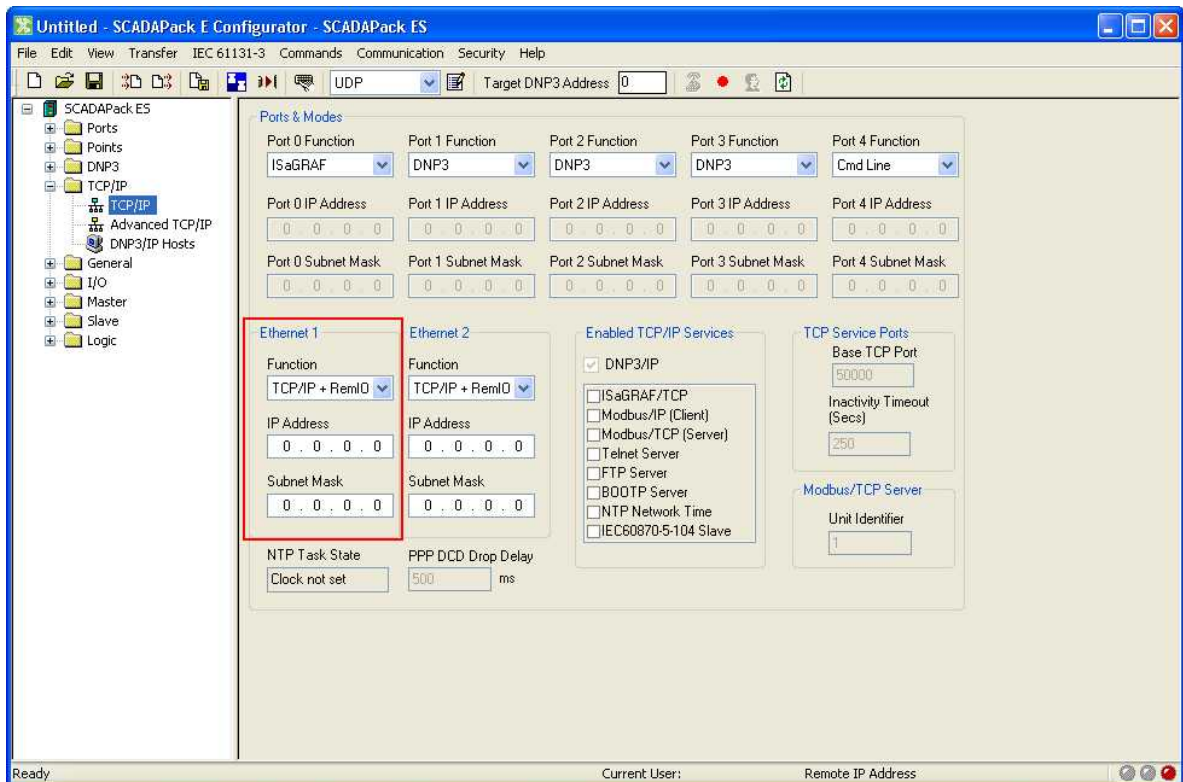 Untitled - SCADAPack E Configurator - SCADAPack ES
File Edit View Transfer IEC 61131-3 Commands Communication Security Help
UDP Target DNP3 Address 0
SCADAPack ES
Ports
Points
DNP3
TCP/IP
TCP/IP
Advanced TCP/IP
DNP3/IP Hosts
General
I/O
Master
Slave
Logic
Ports & Modes
Port 0 Function Port 1 Function Port 2 Function Port 3 Function Port 4 Function
ISaGRAF DNP3 DNP3 DNP3 Cmd Line
Port 0 IP Address Port 1 IP Address Port 2 IP Address Port 3 IP Address Port 4 IP Address
0 . 0 . 0 . 0 0 . 0 . 0 . 0 0 . 0 . 0 . 0 0 . 0 . 0 . 0 0 . 0 . 0 . 0
Port 0 Subnet Mask Port 1 Subnet Mask Port 2 Subnet Mask Port 3 Subnet Mask Port 4 Subnet Mask
0 . 0 . 0 . 0 0 . 0 . 0 . 0 0 . 0 . 0 . 0 0 . 0 . 0 . 0 0 . 0 . 0 . 0
Ethernet 1
Function
TCP/IP + RemIO
IP Address
0 . 0 . 0 . 0
Subnet Mask
0 . 0 . 0 . 0
Ethernet 2
Function
TCP/IP + RemIO
IP Address
0 . 0 . 0 . 0
Subnet Mask
0 . 0 . 0 . 0
Enabled TCP/IP Services
DNP3/IP
ISaGRAF/TCP
Modbus/IP (Client)
Modbus/TCP (Server)
Telnet Server
FTP Server
BOOTP Server
NTP Network Time
IEC60870-5-104 Slave
TCP Service Ports
Base TCP Port
50000
Inactivity Timeout
(Secs)
250
Modbus/TCP Server
Unit Identifier
1
NTP Task State
Clock not set
PPP DCD Drop Delay
500 ms
Ready Current User: Remote IP Address